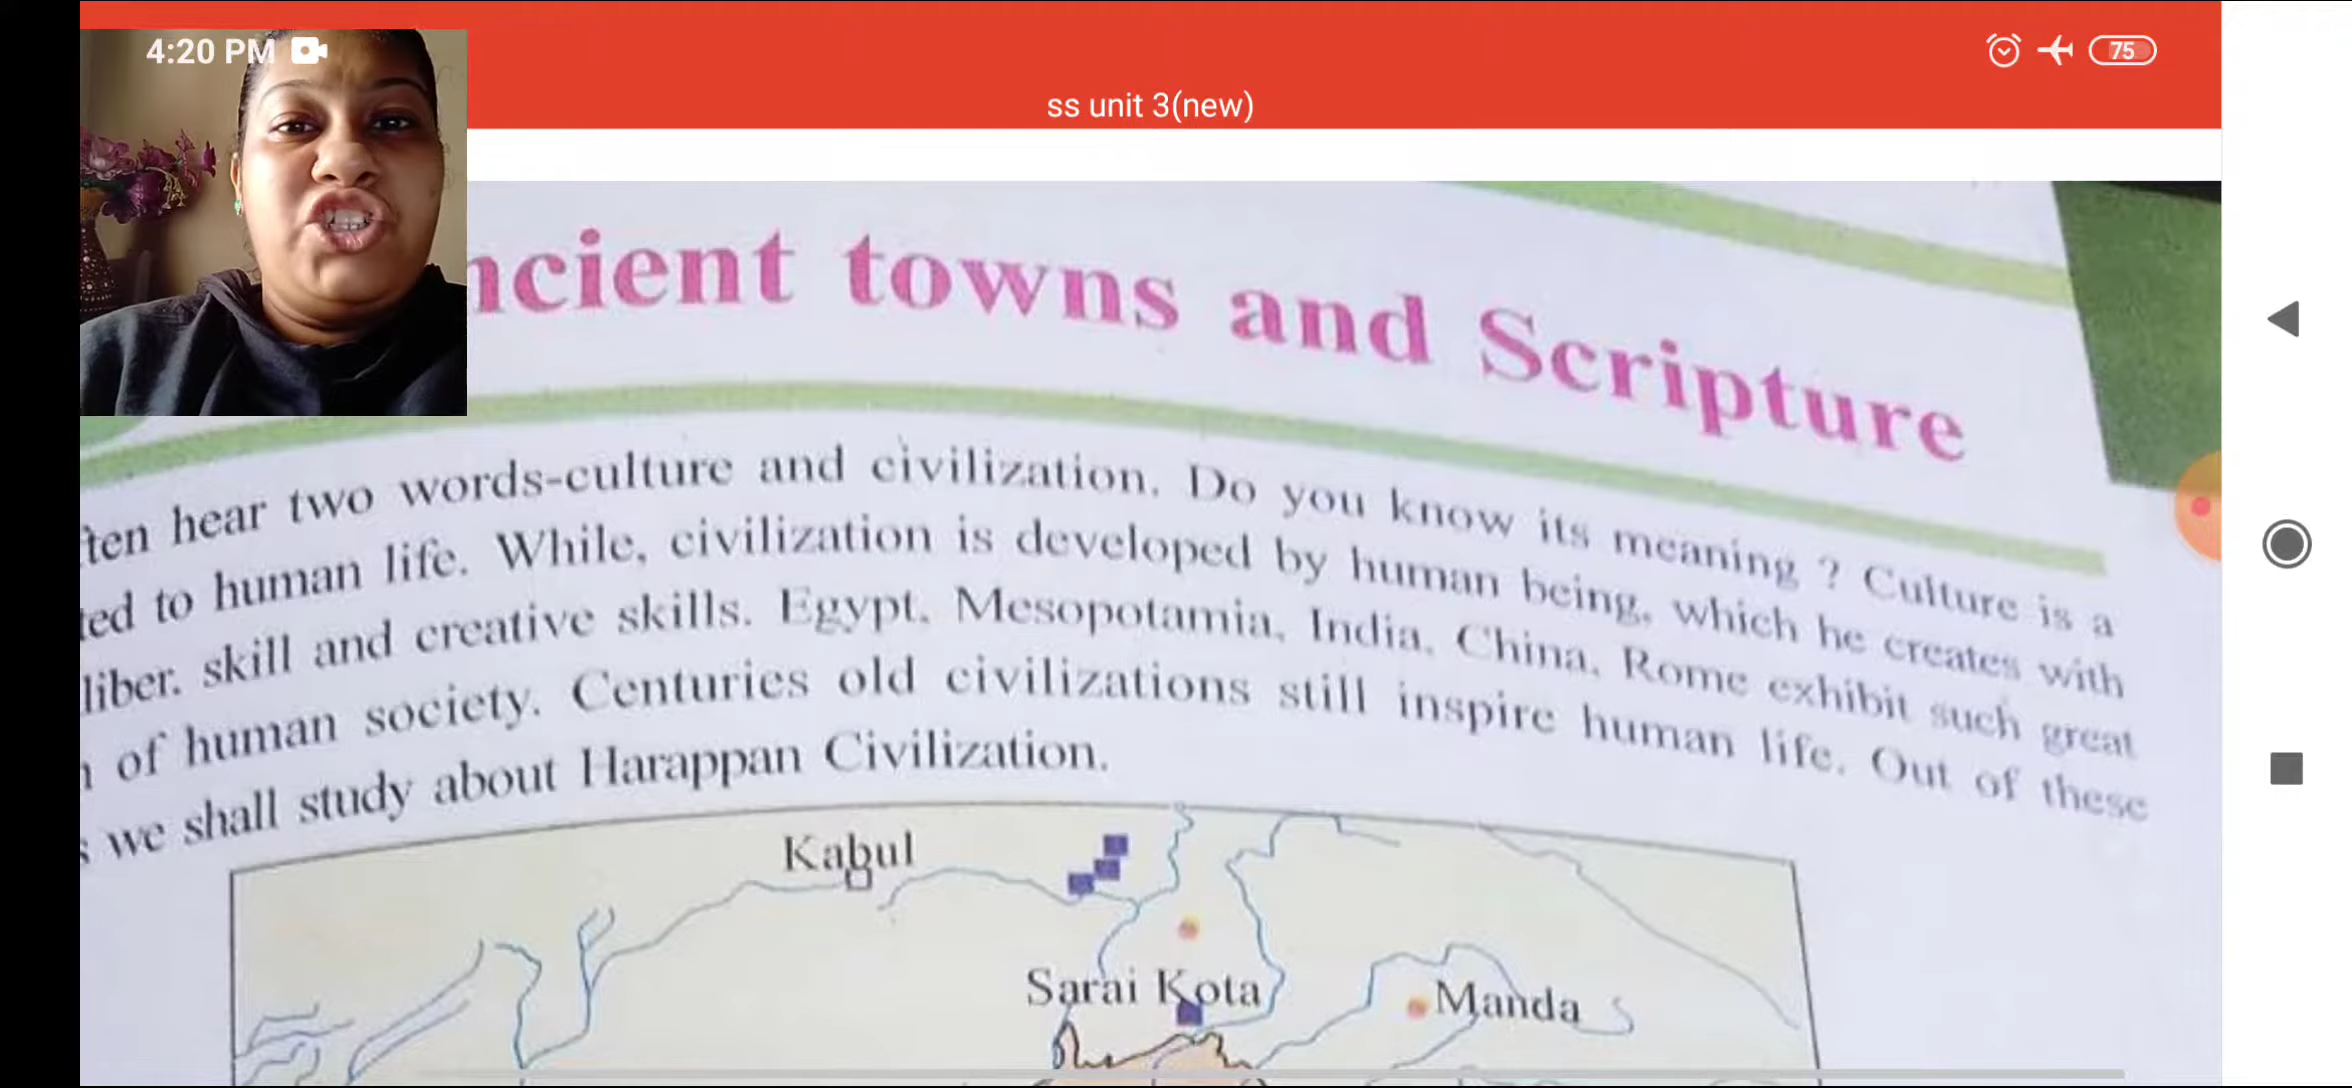 4:20 PM
75
ss unit 3(new)
ncient towns and Scripture
ten hear two words-culture and civilization. Do you know its meaning ? Culture is a
ted to human life. While, civilization is developed by human being, which he creates with
liber, skill and creative skills. Egypt, Mesopotamia, India, China, Rome exhibit such great
of human society. Centuries old civilizations still inspire human life. Out of these
we shall study about Harappan Civilization.
Kabul
Sarai Kota
Manda